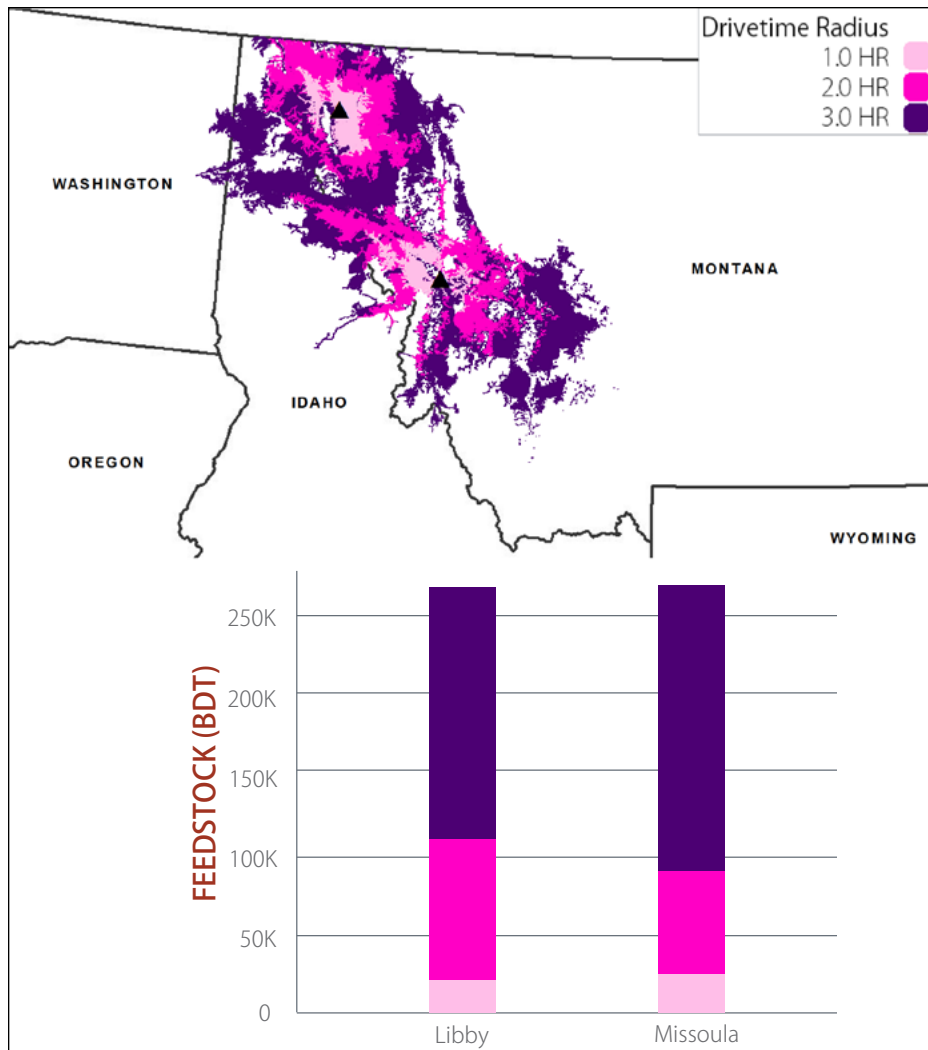 Drivetime Radius
1.0 HR
2.0 HR
3.0 HR
WASHINGTON
MONTANA
IDAHO
OREGON
WYOMING
FEEDSTOCK (BDT)
250K
200K
150K
100K
50K
0
Libby
Missoula